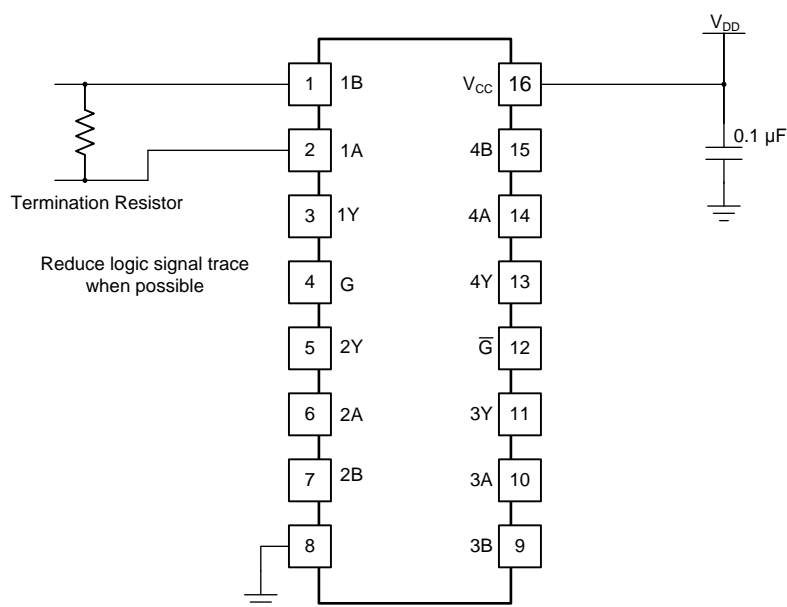 V_DD
1 1B V_CC 16
0.1 µF
2 1A 4B 15
Termination Resistor
3 1Y 4A 14
Reduce logic signal trace
when possible
4 G 4Y 13
5 2Y G̅ 12
6 2A 3Y 11
7 2B 3A 10
8 3B 9